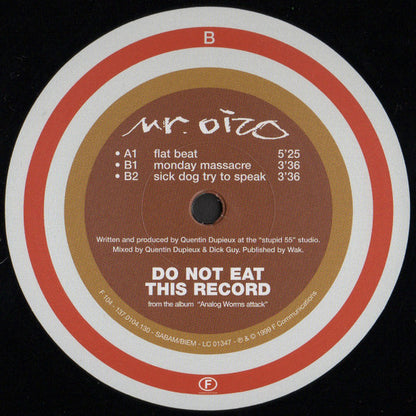 B
mr. oizo
• A1 flat beat 5'25
• B1 monday massacre 3'36
• B2 sick dog try to speak 3'36
Written and produced by Quentin Dupieux at the "stupid 55" studio.
Mixed by Quentin Dupieux & Dick Guy. Published by Wak.
DO NOT EAT
THIS RECORD
from the album "Analog Worms attack"
F 104 - 137.0104.130 - SABAM/BIEM - LC 01347 - ℗ & © 1999 F Communications
F